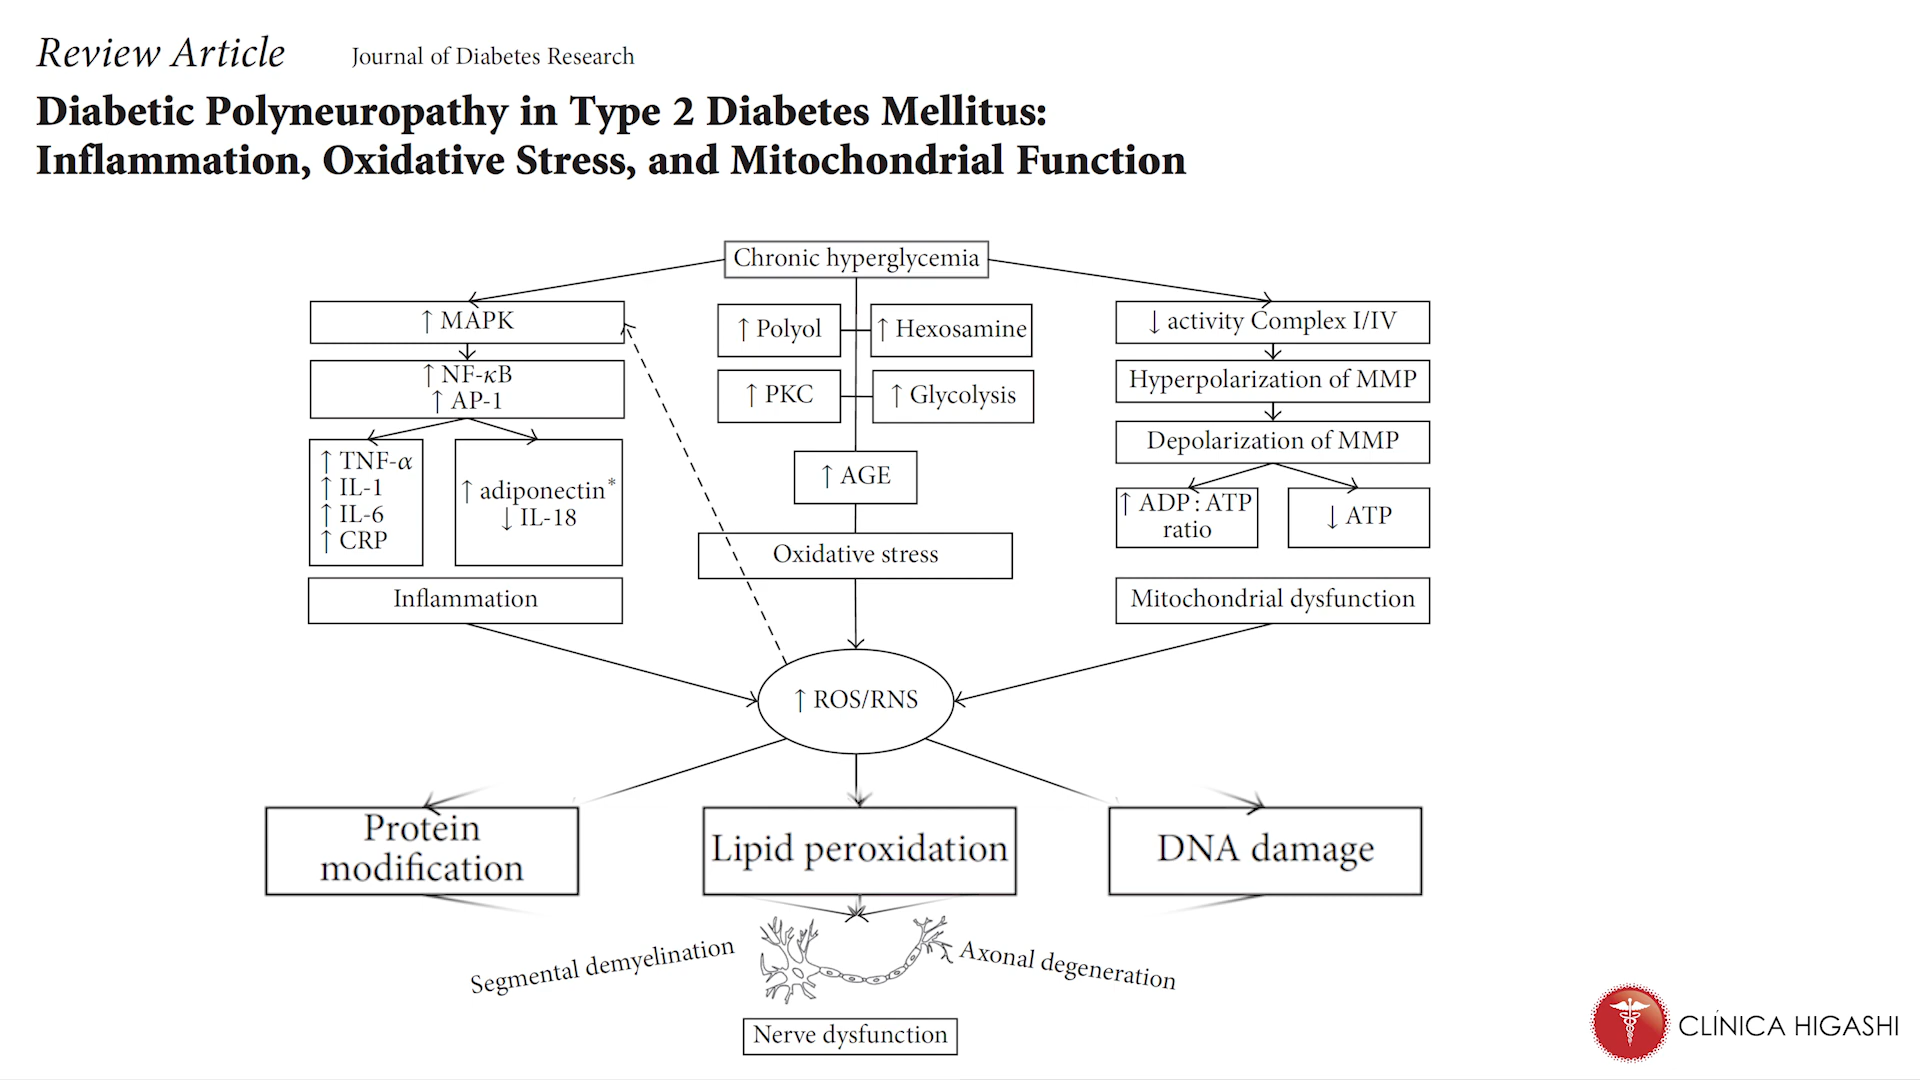 Review Article
Journal of Diabetes Research
Diabetic Polyneuropathy in Type 2 Diabetes Mellitus:
Inflammation, Oxidative Stress, and Mitochondrial Function
Chronic hyperglycemia
↑ MAPK
↑ NF-κB
↑ AP-1
↑ TNF-α
↑ IL-1
↑ IL-6
↑ CRP
↑ adiponectin*
↓ IL-18
Inflammation
↑ Polyol
↑ Hexosamine
↑ PKC
↑ Glycolysis
↑ AGE
Oxidative stress
↓ activity Complex I/IV
Hyperpolarization of MMP
Depolarization of MMP
↑ ADP : ATP
ratio
↓ ATP
Mitochondrial dysfunction
↑ ROS/RNS
Protein
modification
Lipid peroxidation
DNA damage
Segmental demyelination
Axonal degeneration
Nerve dysfunction
CLÍNICA HIGASHI